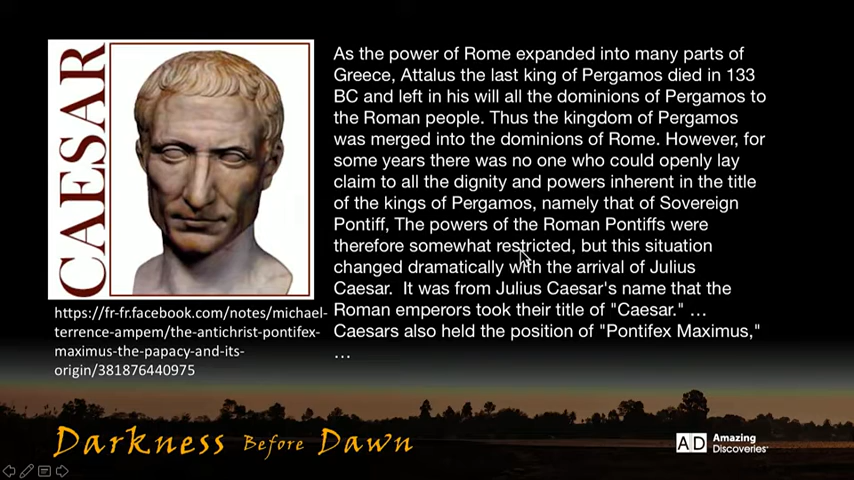 CAESAR
As the power of Rome expanded into many parts of
Greece, Attalus the last king of Pergamos died in 133
BC and left in his will all the dominions of Pergamos to
the Roman people. Thus the kingdom of Pergamos
was merged into the dominions of Rome. However, for
some years there was no one who could openly lay
claim to all the dignity and powers inherent in the title
of the kings of Pergamos, namely that of Sovereign
Pontiff, The powers of the Roman Pontiffs were
therefore somewhat restricted, but this situation
changed dramatically with the arrival of Julius
Caesar. It was from Julius Caesar's name that the
Roman emperors took their title of "Caesar." …
Caesars also held the position of "Pontifex Maximus,"
…
https://fr-fr.facebook.com/notes/michael-
terrence-ampem/the-antichrist-pontifex-
maximus-the-papacy-and-its-
origin/381876440975
Darkness Before Dawn
AD Amazing
Discoveries